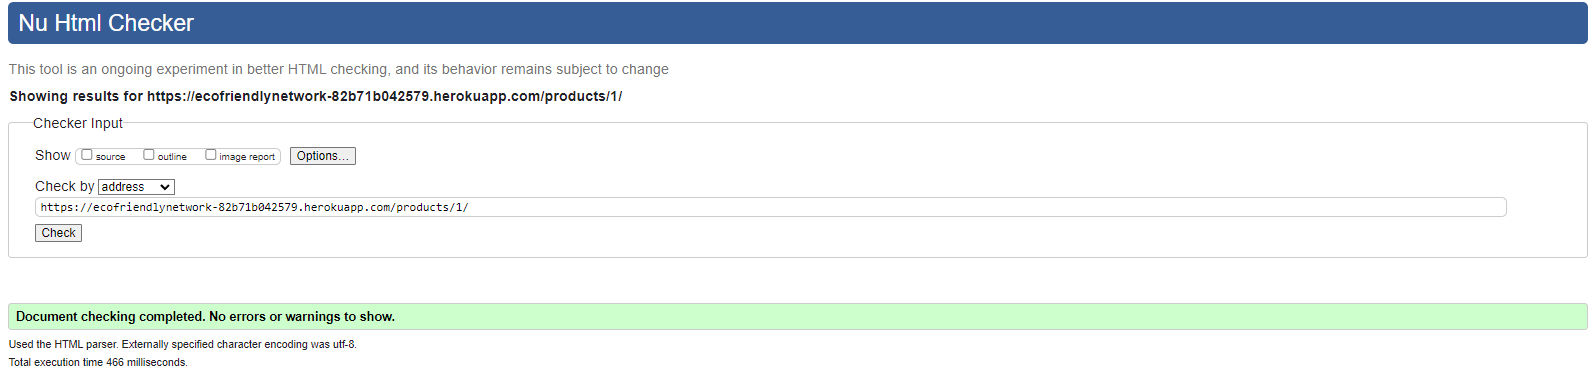 Nu Html Checker
This tool is an ongoing experiment in better HTML checking, and its behavior remains subject to change
Showing results for https://ecofriendlynetwork-82b71b042579.herokuapp.com/products/1/
Checker Input
Show source outline image report Options...
Check by address
https://ecofriendlynetwork-82b71b042579.herokuapp.com/products/1/
Check
Document checking completed. No errors or warnings to show.
Used the HTML parser. Externally specified character encoding was utf-8.
Total execution time 466 milliseconds.